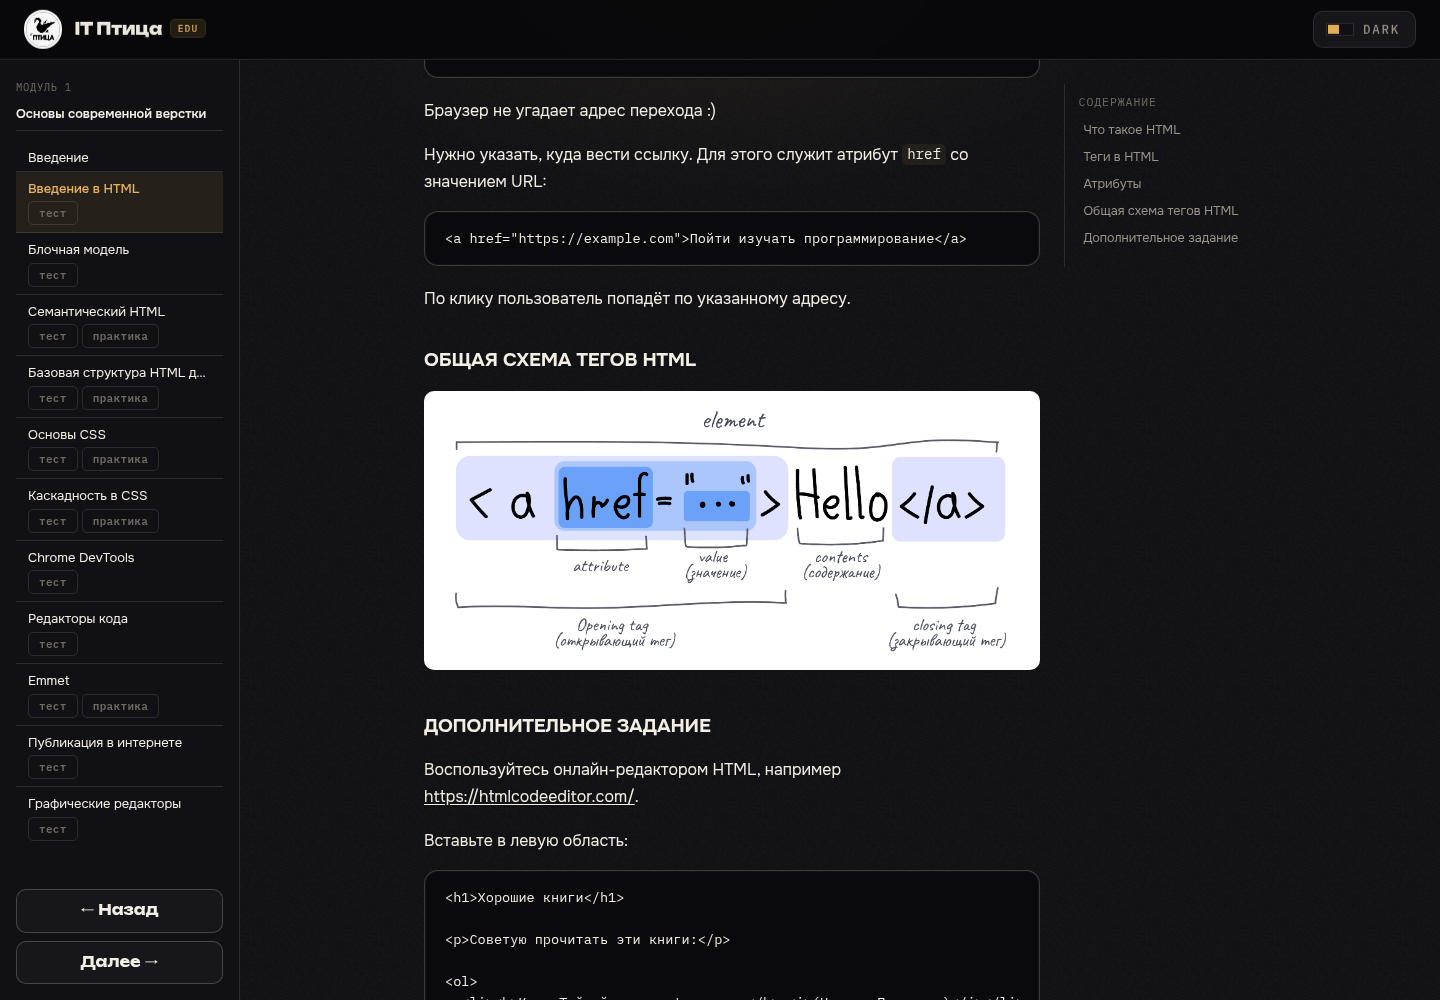 ПТИЦА
IT Птица
EDU
DARK
МОДУЛЬ 1
Основы современной верстки
Введение
Введение в HTML
тест
Блочная модель
тест
Семантический HTML
тест практика
Базовая структура HTML д...
тест практика
Основы CSS
тест практика
Каскадность в CSS
тест практика
Chrome DevTools
тест
Редакторы кода
тест
Emmet
тест практика
Публикация в интернете
тест
Графические редакторы
тест
← Назад
Далее →
Браузер не угадает адрес перехода :)
Нужно указать, куда вести ссылку. Для этого служит атрибут href со
значением URL:
<a href="https://example.com">Пойти изучать программирование</a>
По клику пользователь попадёт по указанному адресу.
ОБЩАЯ СХЕМА ТЕГОВ HTML
element
< a href = "..." > Hello </a>
attribute
value
(значение)
contents
(содержание)
Opening tag
(открывающий тег)
closing tag
(закрывающий тег)
ДОПОЛНИТЕЛЬНОЕ ЗАДАНИЕ
Воспользуйтесь онлайн-редактором HTML, например
https://htmlcodeeditor.com/.
Вставьте в левую область:
<h1>Хорошие книги</h1>
<p>Советую прочитать эти книги:</p>
<ol>
СОДЕРЖАНИЕ
Что такое HTML
Теги в HTML
Атрибуты
Общая схема тегов HTML
Дополнительное задание